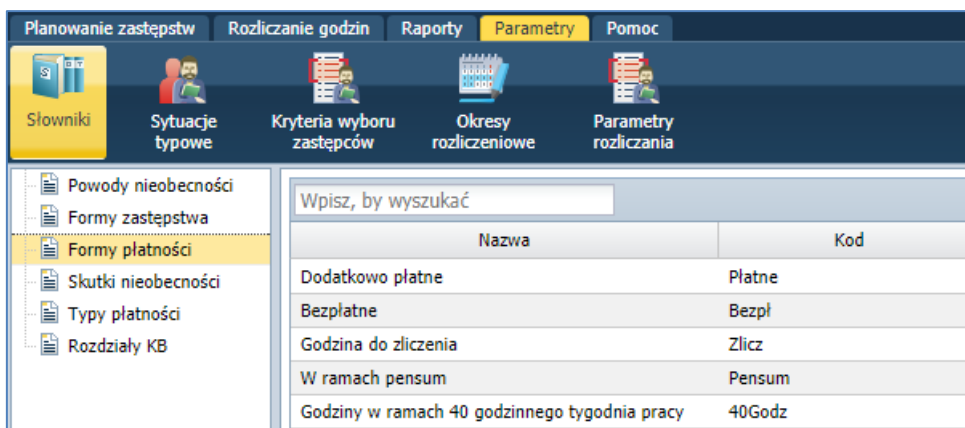 Planowanie zastępstw Rozliczanie godzin Raporty Parametry Pomoc
Słowniki
Sytuacje
typowe
Kryteria wyboru
zastępców
Okresy
rozliczeniowe
Parametry
rozliczania
Powody nieobecności
Formy zastępstwa
Formy płatności
Skutki nieobecności
Typy płatności
Rozdziały KB
Wpisz, by wyszukać
Nazwa Kod
Dodatkowo płatne Płatne
Bezpłatne Bezpł
Godzina do zliczenia Zlicz
W ramach pensum Pensum
Godziny w ramach 40 godzinnego tygodnia pracy 40Godz